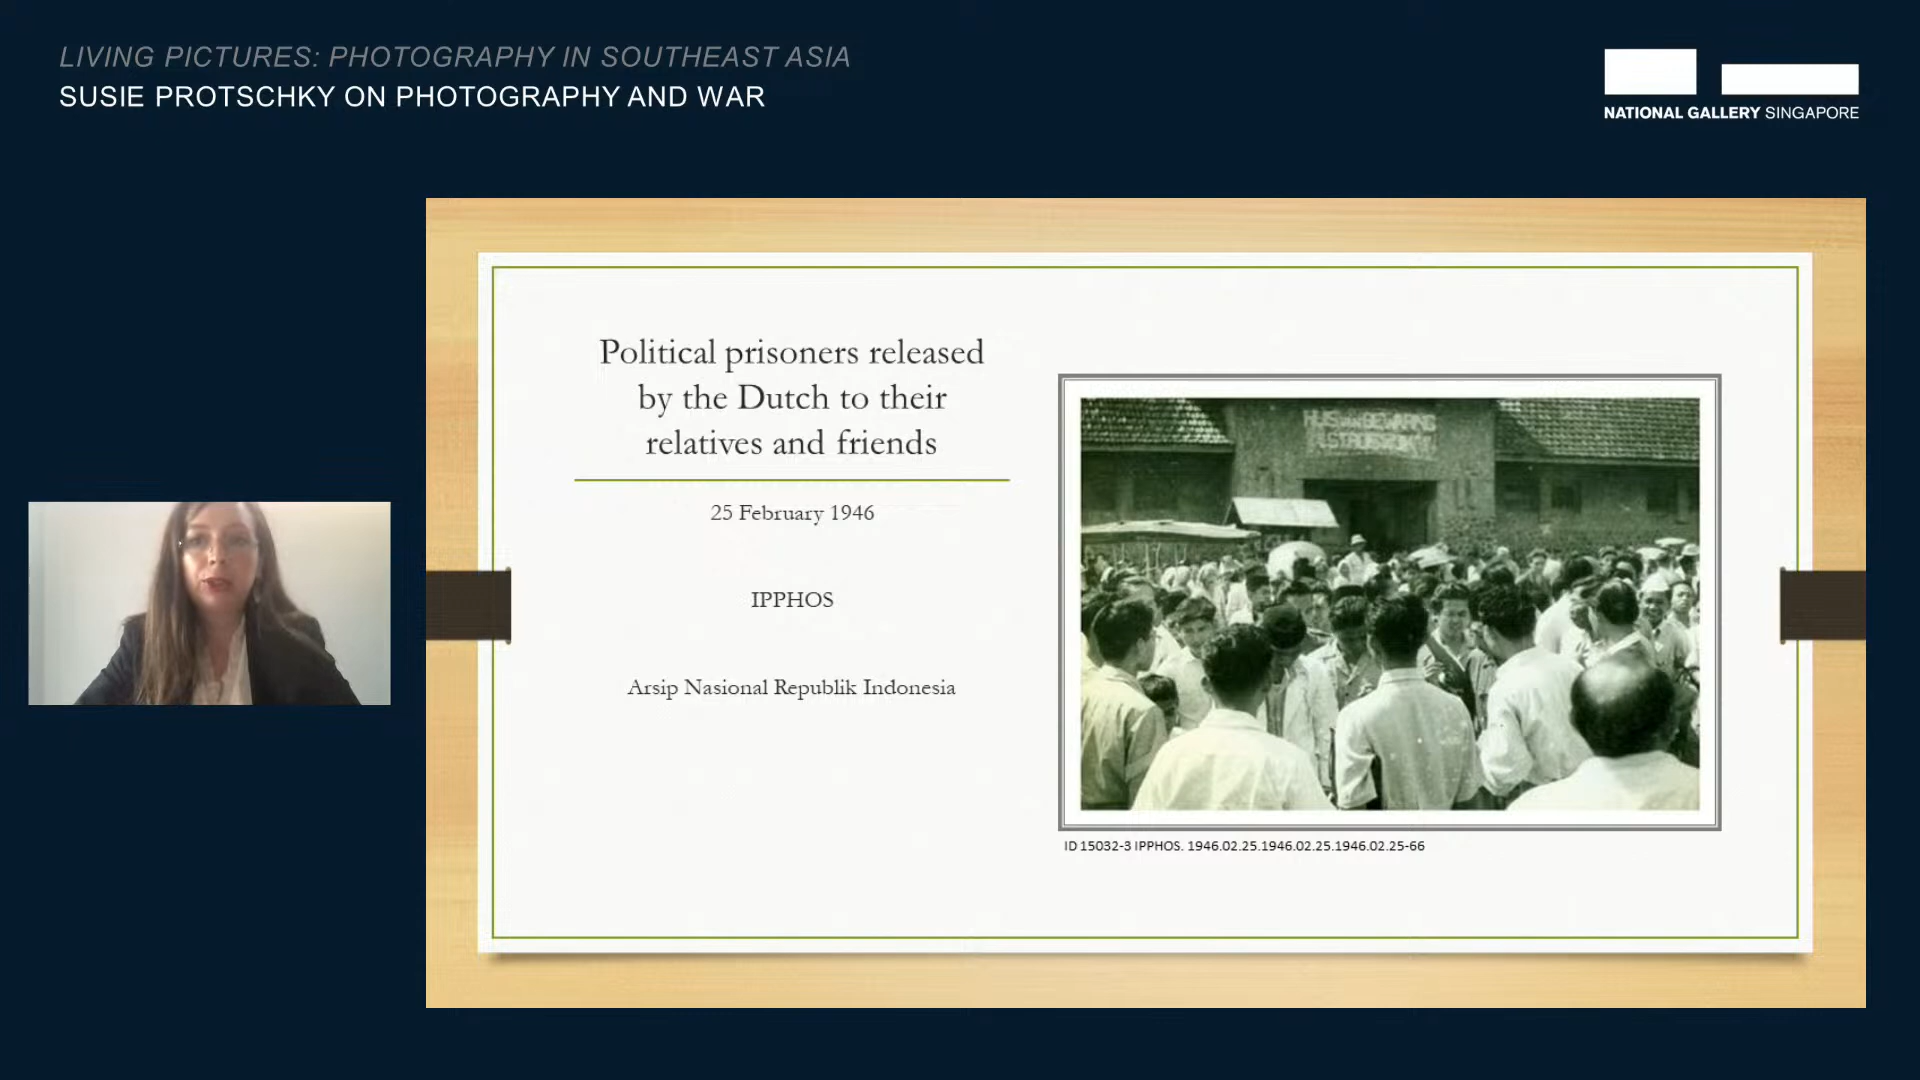 LIVING PICTURES: PHOTOGRAPHY IN SOUTHEAST ASIA
SUSIE PROTSCHKY ON PHOTOGRAPHY AND WAR
NATIONAL GALLERY SINGAPORE
Political prisoners released
by the Dutch to their
relatives and friends
25 February 1946
IPPHOS
Arsip Nasional Republik Indonesia
ID 15032-3 IPPHOS. 1946.02.25.1946.02.25.1946.02.25-66